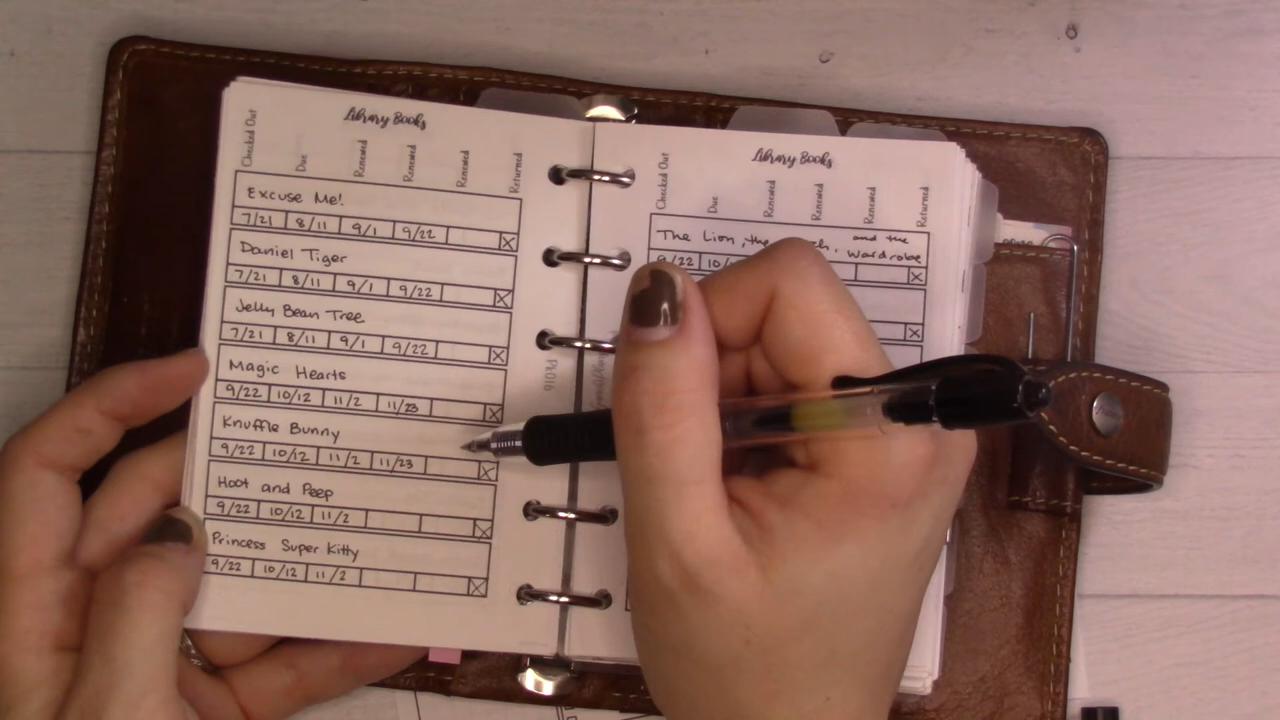 Library Books
Checked Out Due Renewed Renewed Renewed Returned
Excuse Me!
7/21 8/11 9/1 9/22
Daniel Tiger
7/21 8/11 9/1 9/22
Jelly Bean Tree
7/21 8/11 9/1 9/22
Magic Hearts
9/22 10/12 11/2 11/23
Knuffle Bunny
9/22 10/12 11/2 11/23
Hoot and Peep
9/22 10/12 11/2
Princess Super Kitty
9/22 10/12 11/2
PK016
Library Books
Checked Out Due Renewed Renewed Renewed Returned
The Lion, the and the
wardrobe
9/22